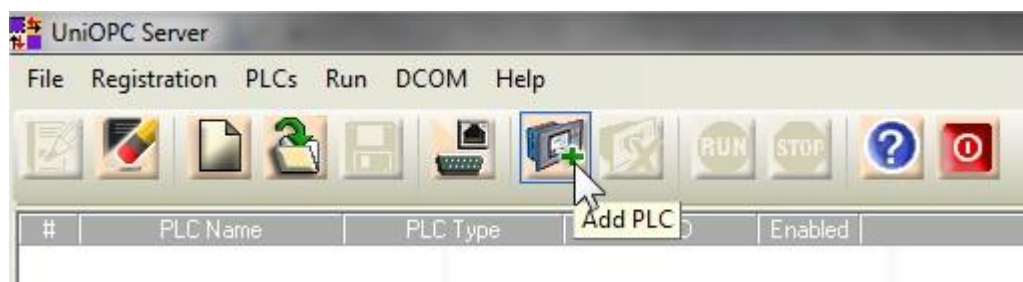 UniOPC Server
File Registration PLCs Run DCOM Help
RUN STOP ?
Add PLC
# PLC Name PLC Type Enabled